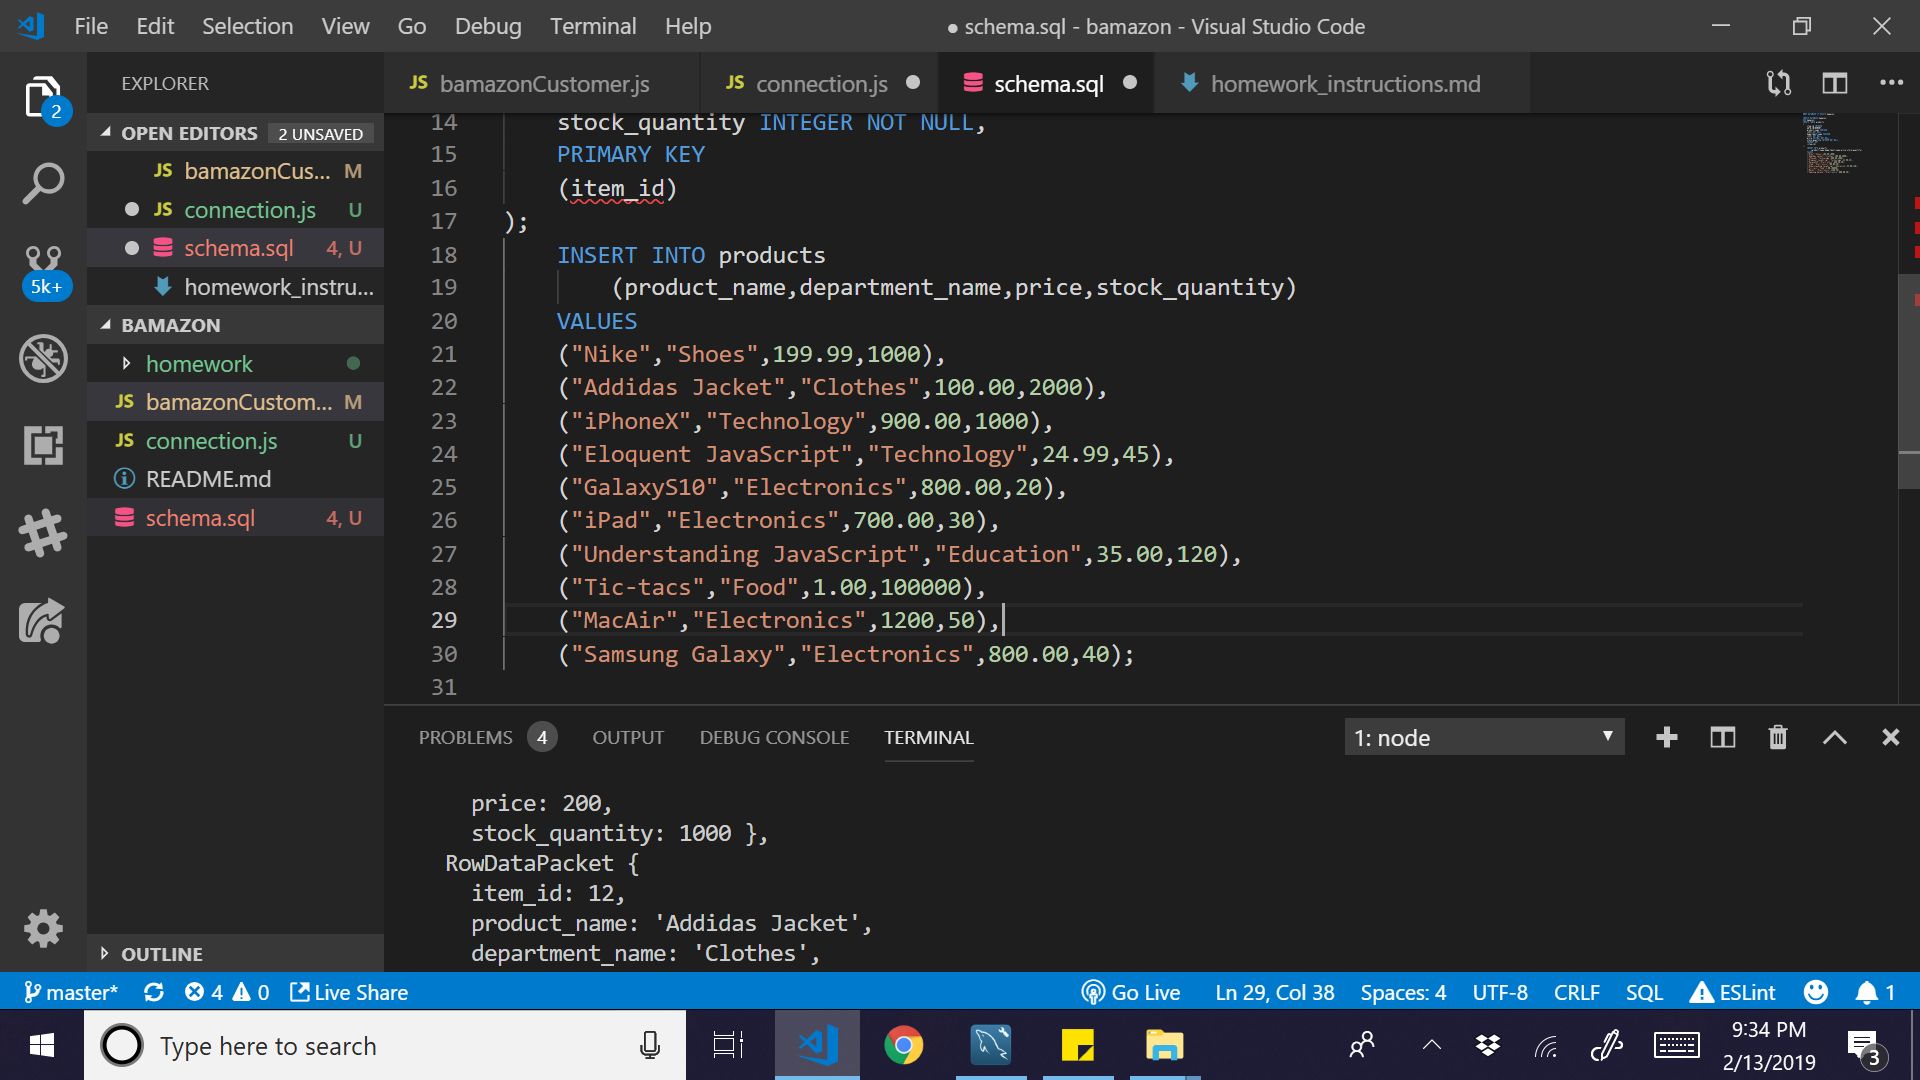 File Edit Selection View Go Debug Terminal Help
● schema.sql - bamazon - Visual Studio Code
EXPLORER
JS bamazonCustomer.js
JS connection.js
schema.sql
homework_instructions.md
2
OPEN EDITORS 2 UNSAVED
JS bamazonCus... M
JS connection.js U
schema.sql 4, U
homework_instru...
5k+
BAMAZON
homework
JS bamazonCustom... M
JS connection.js U
README.md
schema.sql 4, U
OUTLINE
14 stock_quantity INTEGER NOT NULL,
15 PRIMARY KEY
16 (item_id)
17 );
18 INSERT INTO products
19 (product_name,department_name,price,stock_quantity)
20 VALUES
21 ("Nike","Shoes",199.99,1000),
22 ("Addidas Jacket","Clothes",100.00,2000),
23 ("iPhoneX","Technology",900.00,1000),
24 ("Eloquent JavaScript","Technology",24.99,45),
25 ("GalaxyS10","Electronics",800.00,20),
26 ("iPad","Electronics",700.00,30),
27 ("Understanding JavaScript","Education",35.00,120),
28 ("Tic-tacs","Food",1.00,100000),
29 ("MacAir","Electronics",1200,50),
30 ("Samsung Galaxy","Electronics",800.00,40);
31
PROBLEMS 4 OUTPUT DEBUG CONSOLE TERMINAL
1: node
price: 200,
stock_quantity: 1000 },
RowDataPacket {
item_id: 12,
product_name: 'Addidas Jacket',
department_name: 'Clothes',
master* 4 0 Live Share
Go Live Ln 29, Col 38 Spaces: 4 UTF-8 CRLF SQL ESLint 1
Type here to search
9:34 PM
2/13/2019
3